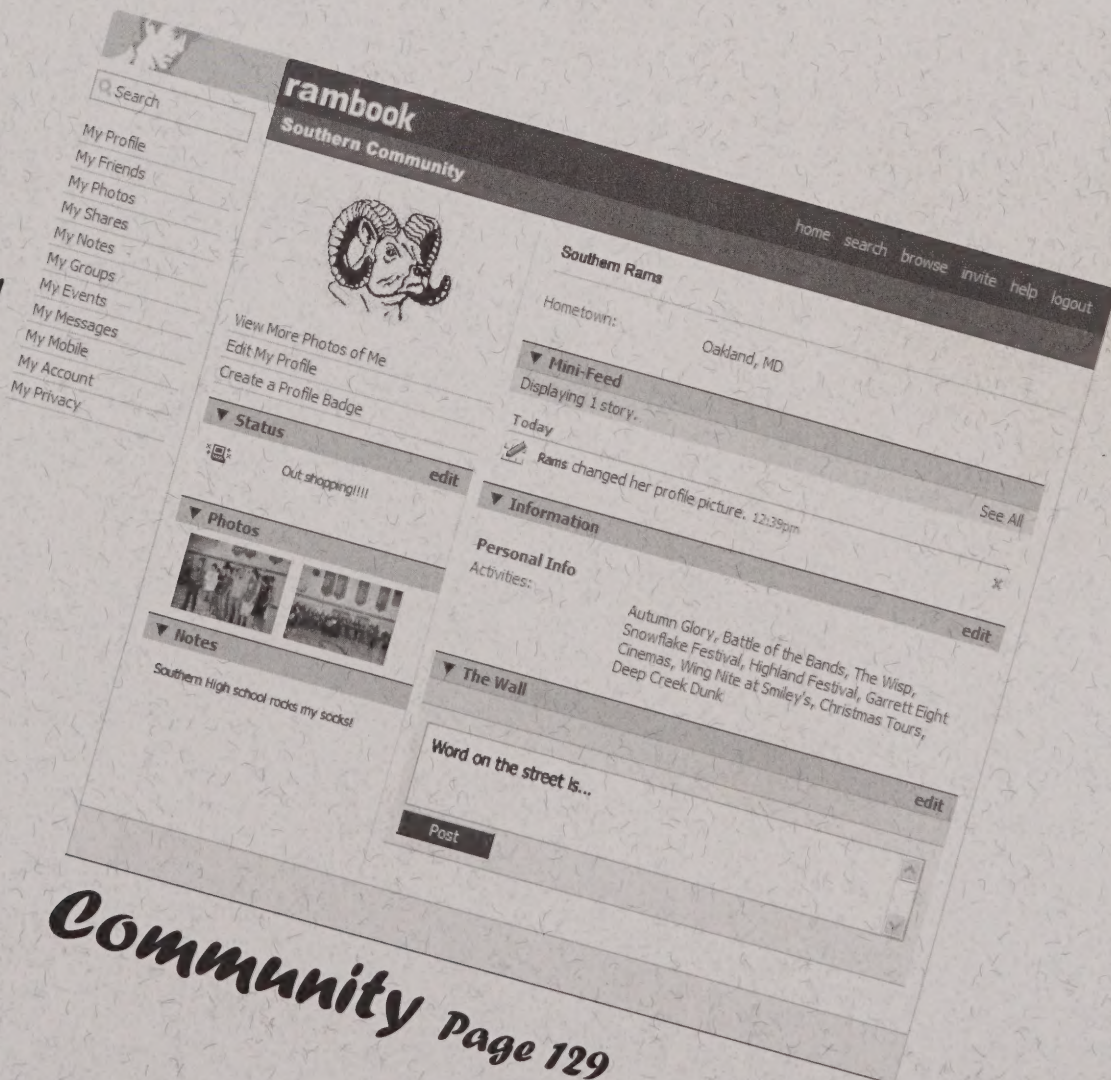 Search
My Profile
My Friends
My Photos
My Shares
My Notes
My Groups
My Events
My Messages
My Mobile
My Account
My Privacy
rambook
Southern Community
home search browse invite help logout
View More Photos of Me
Edit My Profile
Create a Profile Badge
Status
edit
Out shopping!!!!
Photos
Notes
Southern High school rocks my socks!
Southern Rams
Hometown:
Oakland, MD
Mini-Feed
Displaying 1 story.
See All
Today
Rams changed her profile picture. 12:39pm
x
Information
edit
Personal Info
Activities:
Autumn Glory, Battle of the Bands, The Wisp,
Snowflake Festival, Highland Festival, Garrett Eight
Cinemas, Wing Nite at Smiley's, Christmas Tours,
Deep Creek Dunk
The Wall
edit
Word on the street is...
Post
Community Page 129